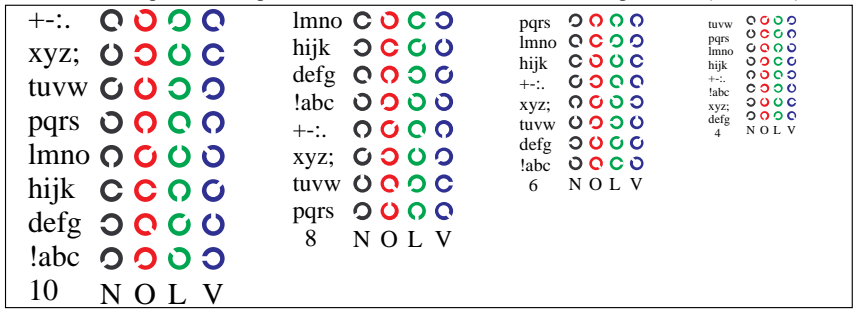 +-:.
xyz;
tuvw
pqrs
lmno
hijk
defg
!abc
10 N O L V
lmno
hijk
defg
!abc
+-:.
xyz;
tuvw
pqrs
8 N O L V
pqrs
lmno
hijk
+-:.
xyz;
tuvw
defg
!abc
6 N O L V
tuvw
pqrs
lmno
hijk
+-:.
!abc
xyz;
defg
4 N O L V